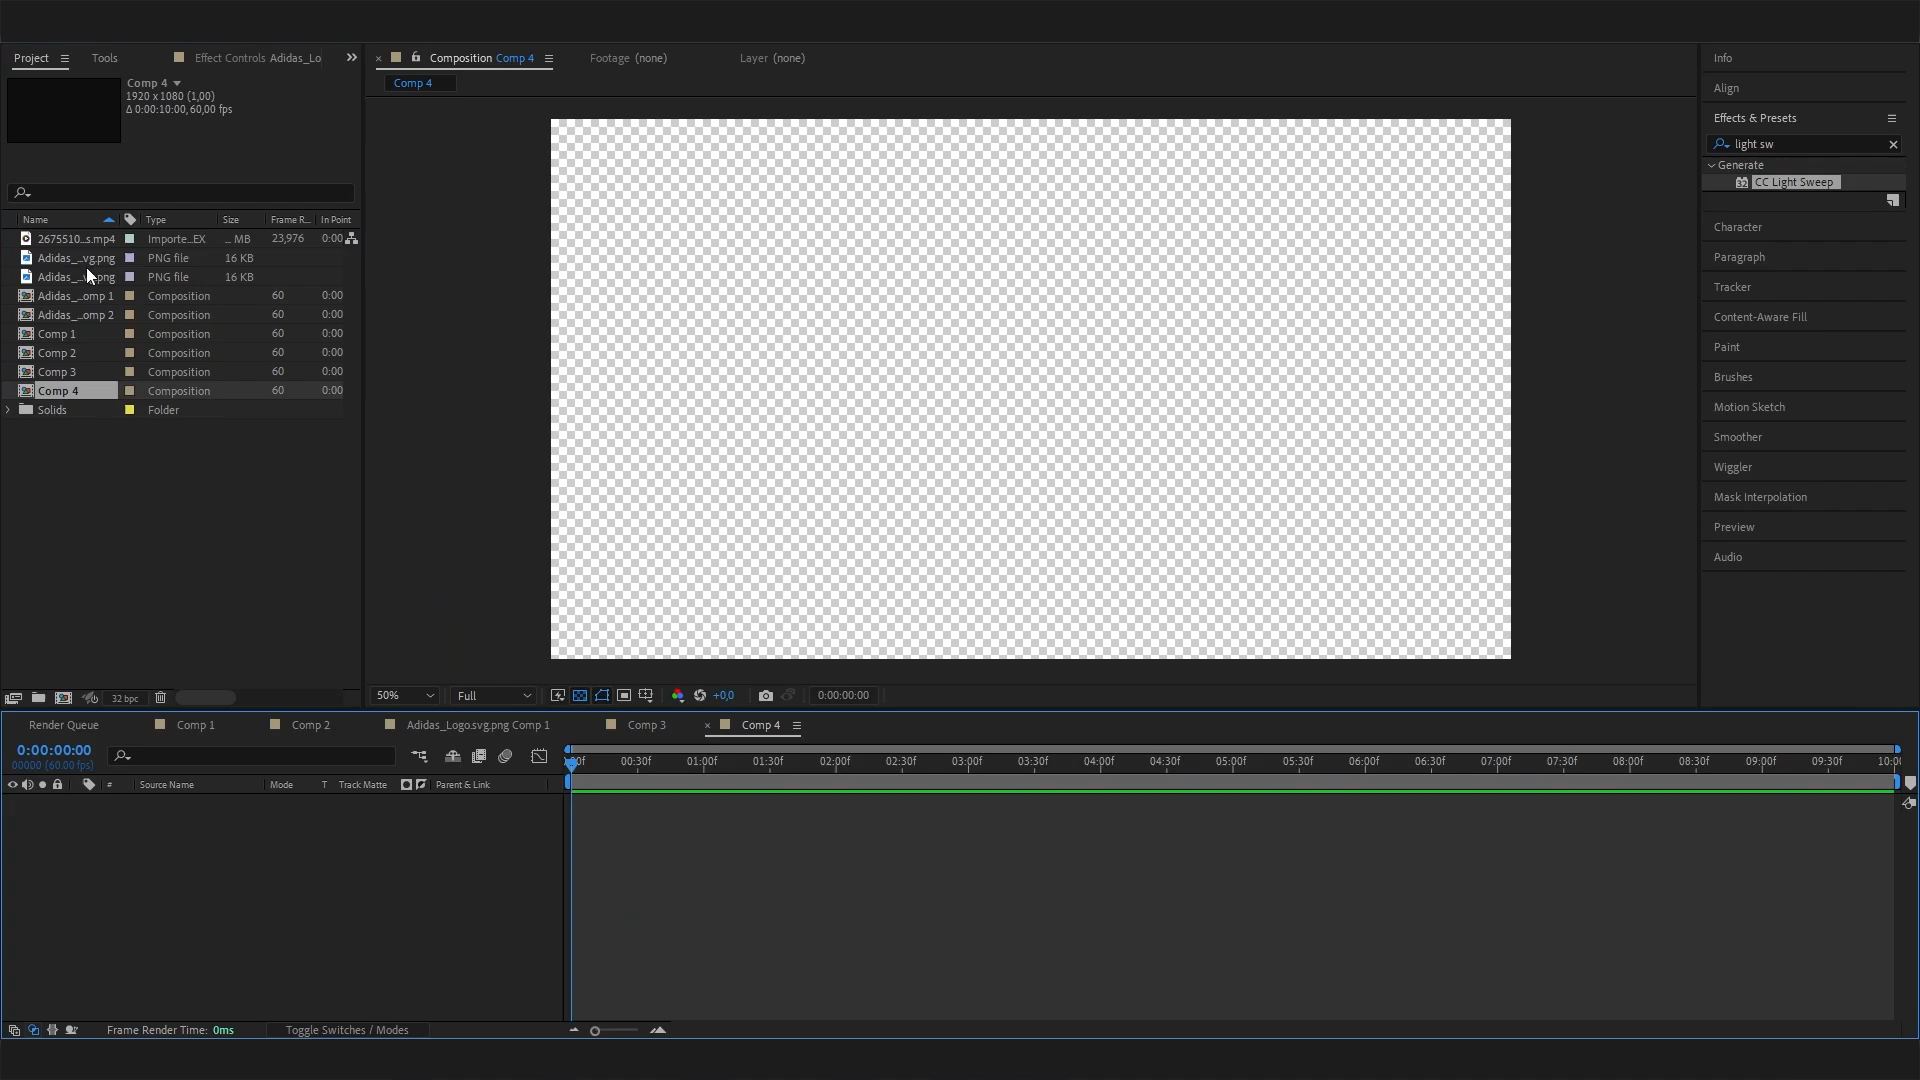 Project
Tools
Effect Controls Adidas_Lo
Composition Comp 4
Footage (none)
Layer (none)
Comp 4
Comp 4
1920 x 1080 (1,00)
Δ 0:00:10:00, 60,00 fps
Name Type Size Frame R... In Point
2675510...s.mp4 Importe...EX ... MB 23,976 0:00
Adidas_...vg.png PNG file 16 KB
Adidas_... png PNG file 16 KB
Adidas_...omp 1 Composition 60 0:00
Adidas_...omp 2 Composition 60 0:00
Comp 1 Composition 60 0:00
Comp 2 Composition 60 0:00
Comp 3 Composition 60 0:00
Comp 4 Composition 60 0:00
Solids Folder
32 bpc
50% Full +0,0 0:00:00:00
Info
Align
Effects & Presets
light sw
Generate
32 CC Light Sweep
Character
Paragraph
Tracker
Content-Aware Fill
Paint
Brushes
Motion Sketch
Smoother
Wiggler
Mask Interpolation
Preview
Audio
Render Queue Comp 1 Comp 2 Adidas_Logo.svg.png Comp 1 Comp 3 Comp 4
0:00:00:00
00000 (60.00 fps)
00f 00:30f 01:00f 01:30f 02:00f 02:30f 03:00f 03:30f 04:00f 04:30f 05:00f 05:30f 06:00f 06:30f 07:00f 07:30f 08:00f 08:30f 09:00f 09:30f 10:00
# Source Name Mode T Track Matte Parent & Link
Frame Render Time: 0ms Toggle Switches / Modes